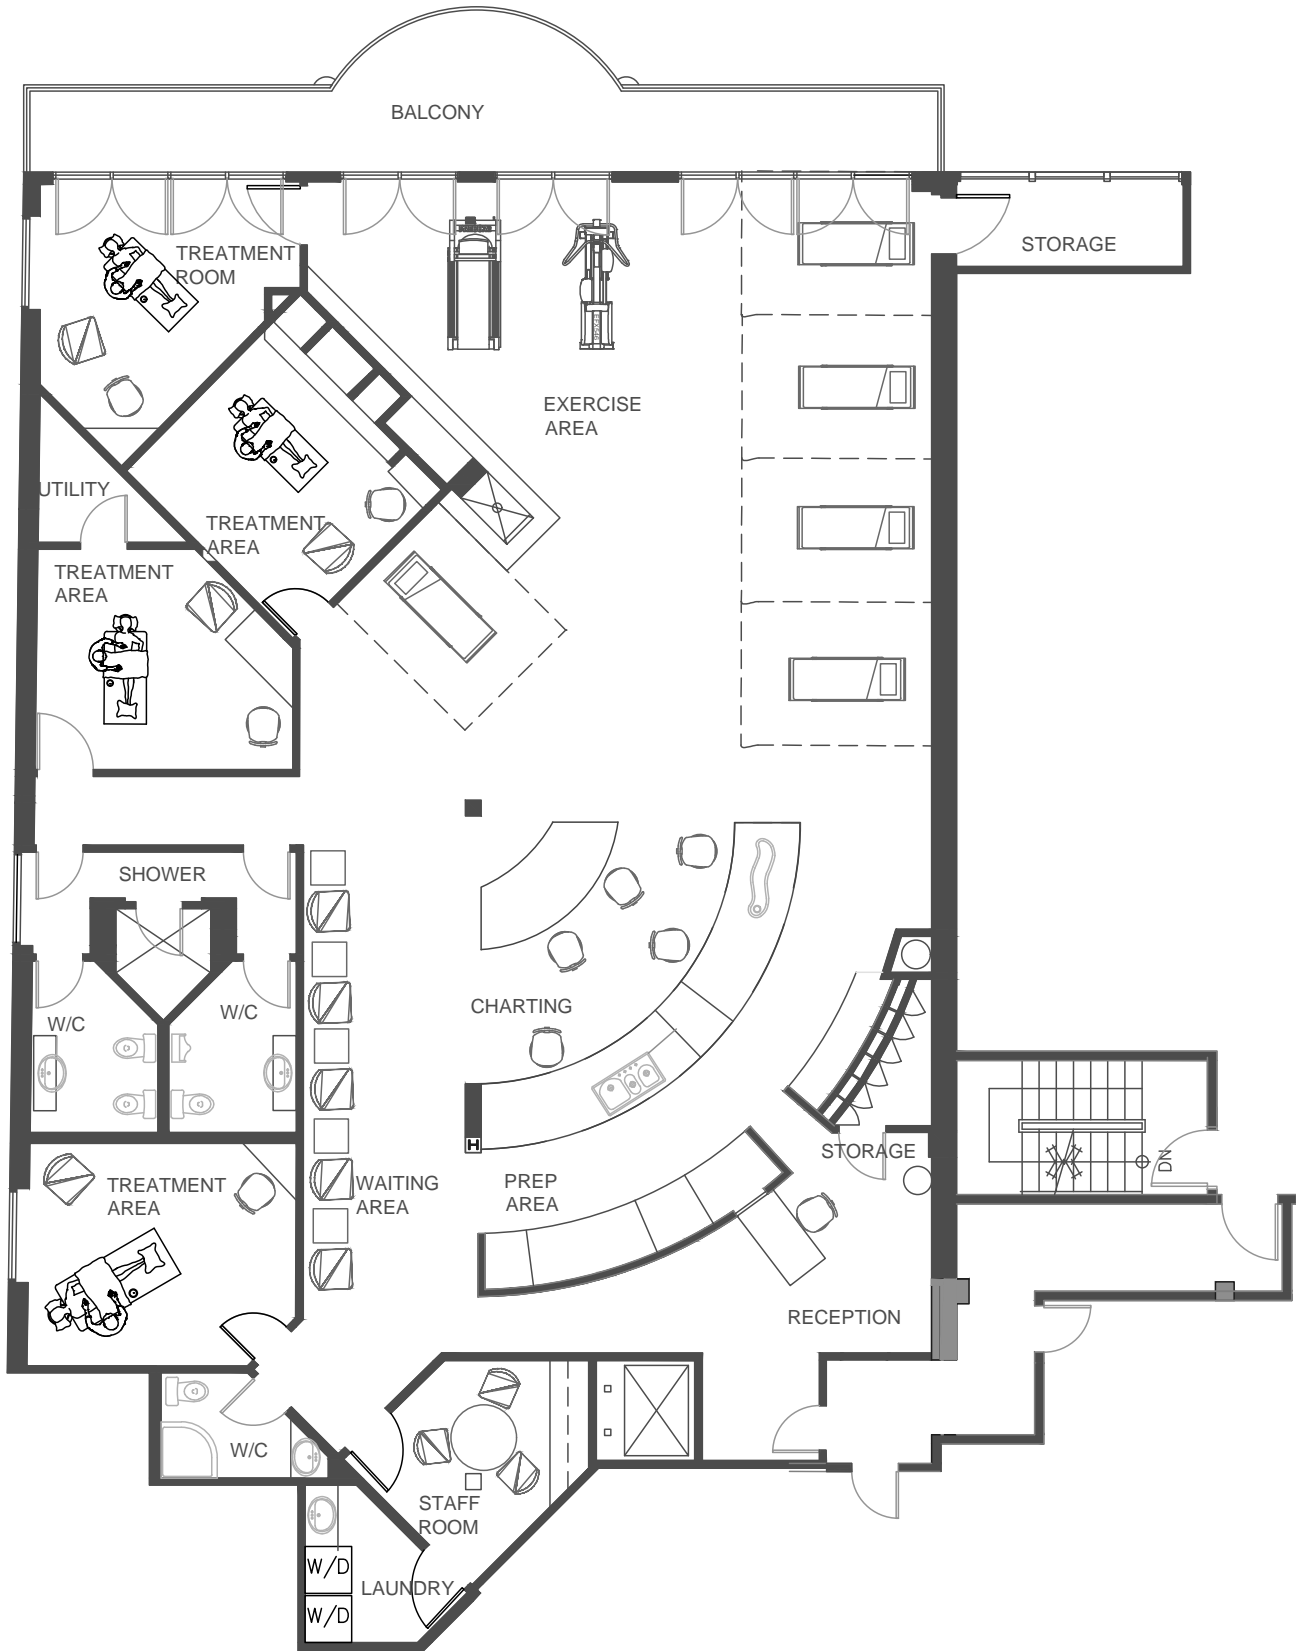 BALCONY
TREATMENT
ROOM
STORAGE
EXERCISE
AREA
UTILITY
TREATMENT
AREA
TREATMENT
AREA
SHOWER
CHARTING
W/C
W/C
STORAGE
DN
TREATMENT
AREA
WAITING
AREA
PREP
AREA
H
RECEPTION
W/C
STAFF
ROOM
W/D
LAUNDRY
W/D